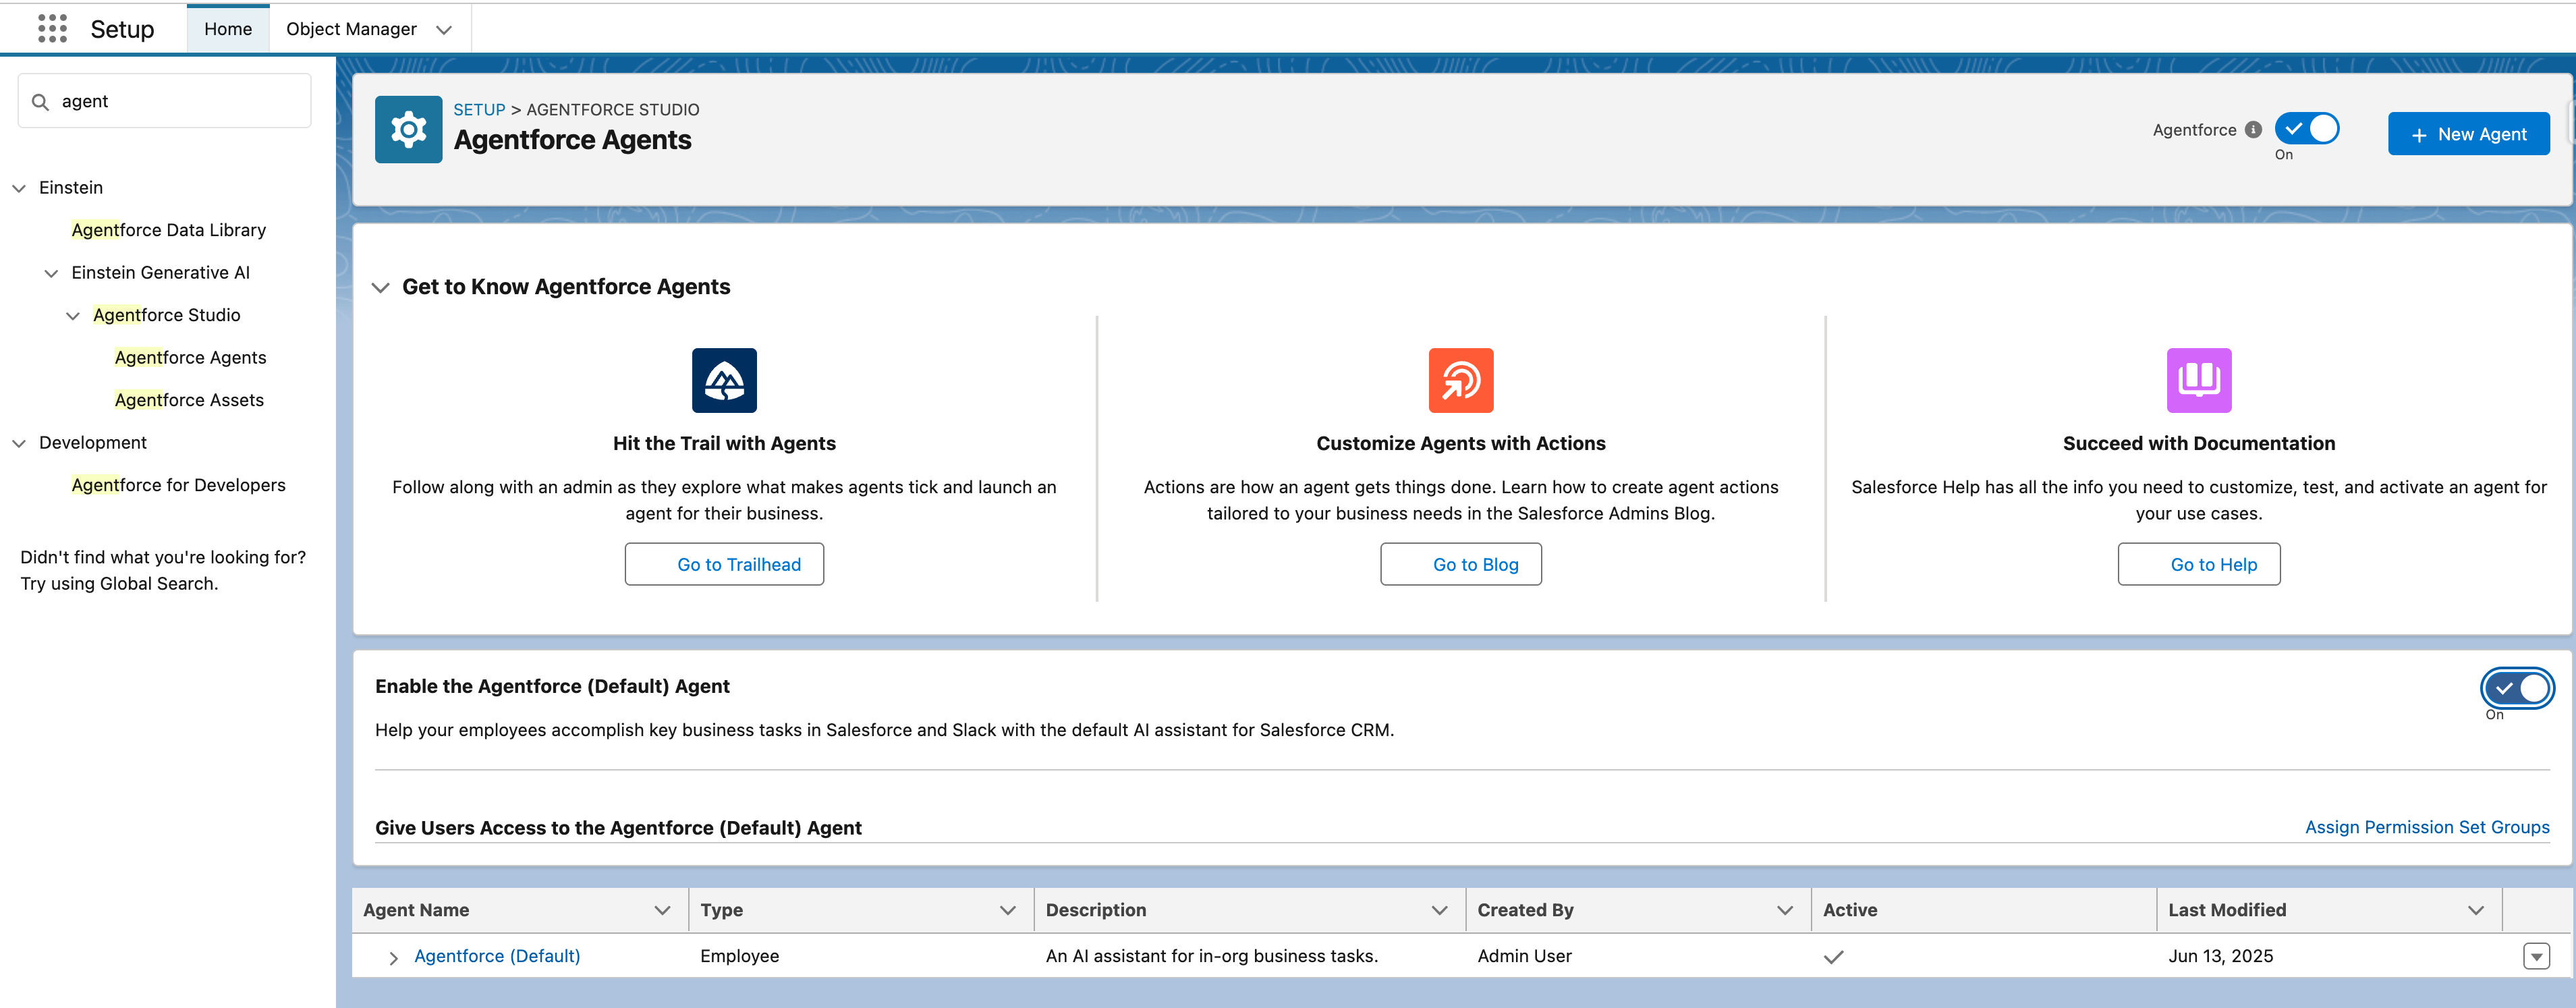 Setup
Home
Object Manager
agent
Einstein
Agentforce Data Library
Einstein Generative AI
Agentforce Studio
Agentforce Agents
Agentforce Assets
Development
Agentforce for Developers
Didn't find what you're looking for?
Try using Global Search.
SETUP > AGENTFORCE STUDIO
Agentforce Agents
Agentforce
On
+ New Agent
Get to Know Agentforce Agents
Hit the Trail with Agents
Follow along with an admin as they explore what makes agents tick and launch an
agent for their business.
Go to Trailhead
Customize Agents with Actions
Actions are how an agent gets things done. Learn how to create agent actions
tailored to your business needs in the Salesforce Admins Blog.
Go to Blog
Succeed with Documentation
Salesforce Help has all the info you need to customize, test, and activate an agent for
your use cases.
Go to Help
Enable the Agentforce (Default) Agent
On
Help your employees accomplish key business tasks in Salesforce and Slack with the default AI assistant for Salesforce CRM.
Give Users Access to the Agentforce (Default) Agent
Assign Permission Set Groups
Agent Name Type Description Created By Active Last Modified
Agentforce (Default) Employee An AI assistant for in-org business tasks. Admin User Jun 13, 2025